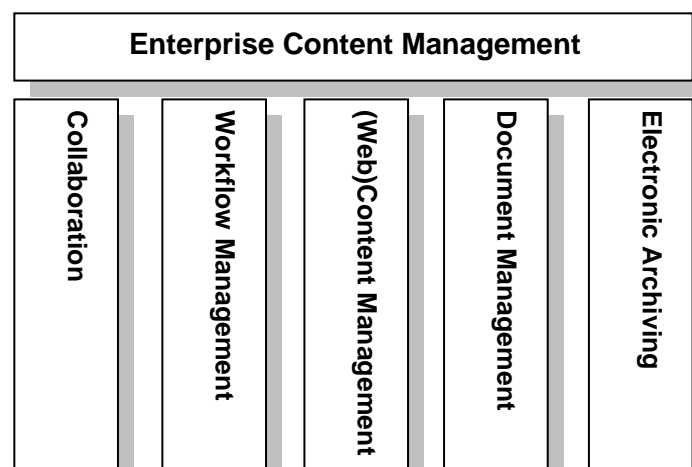 Enterprise Content Management
Collaboration
Workflow Management
(Web)Content Management
Document Management
Electronic Archiving